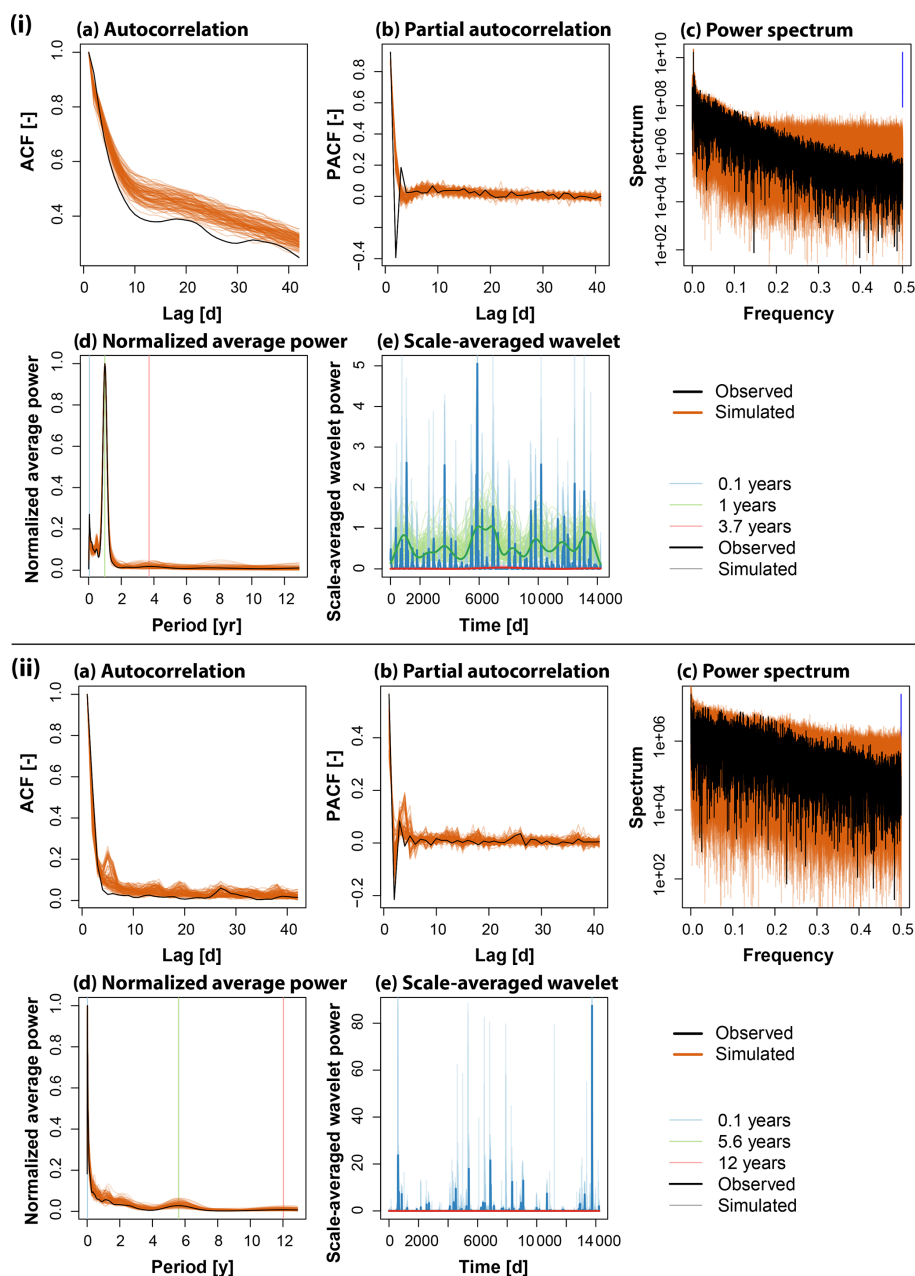 (i)
(a) Autocorrelation
ACF [-]
1.0
0.8
0.6
0.4
0 10 20 30 40
Lag [d]
(b) Partial autocorrelation
PACF [-]
0.8
0.6
0.4
0.2
0.0
−0.4
0 10 20 30 40
Lag [d]
(c) Power spectrum
Spectrum
1e+10
1e+08
1e+06
1e+04
1e+02
0.0 0.1 0.2 0.3 0.4 0.5
Frequency
(d) Normalized average power
Normalized average power
1.0
0.8
0.6
0.4
0.2
0.0
0 2 4 6 8 10 12
Period [yr]
(e) Scale-averaged wavelet
Scale-averaged wavelet power
5
4
3
2
1
0
0 2000 6000 10 000 14 000
Time [d]
Observed
Simulated
0.1 years
1 years
3.7 years
Observed
Simulated
(ii)
(a) Autocorrelation
ACF [-]
1.0
0.8
0.6
0.4
0.2
0.0
0 10 20 30 40
Lag [d]
(b) Partial autocorrelation
PACF [-]
0.4
0.2
0.0
−0.2
0 10 20 30 40
Lag [d]
(c) Power spectrum
Spectrum
1e+06
1e+04
1e+02
0.0 0.1 0.2 0.3 0.4 0.5
Frequency
(d) Normalized average power
Normalized average power
1.0
0.8
0.6
0.4
0.2
0.0
0 2 4 6 8 10 12
Period [y]
(e) Scale-averaged wavelet
Scale-averaged wavelet power
80
60
40
20
0
0 2000 6000 10 000 14 000
Time [d]
Observed
Simulated
0.1 years
5.6 years
12 years
Observed
Simulated